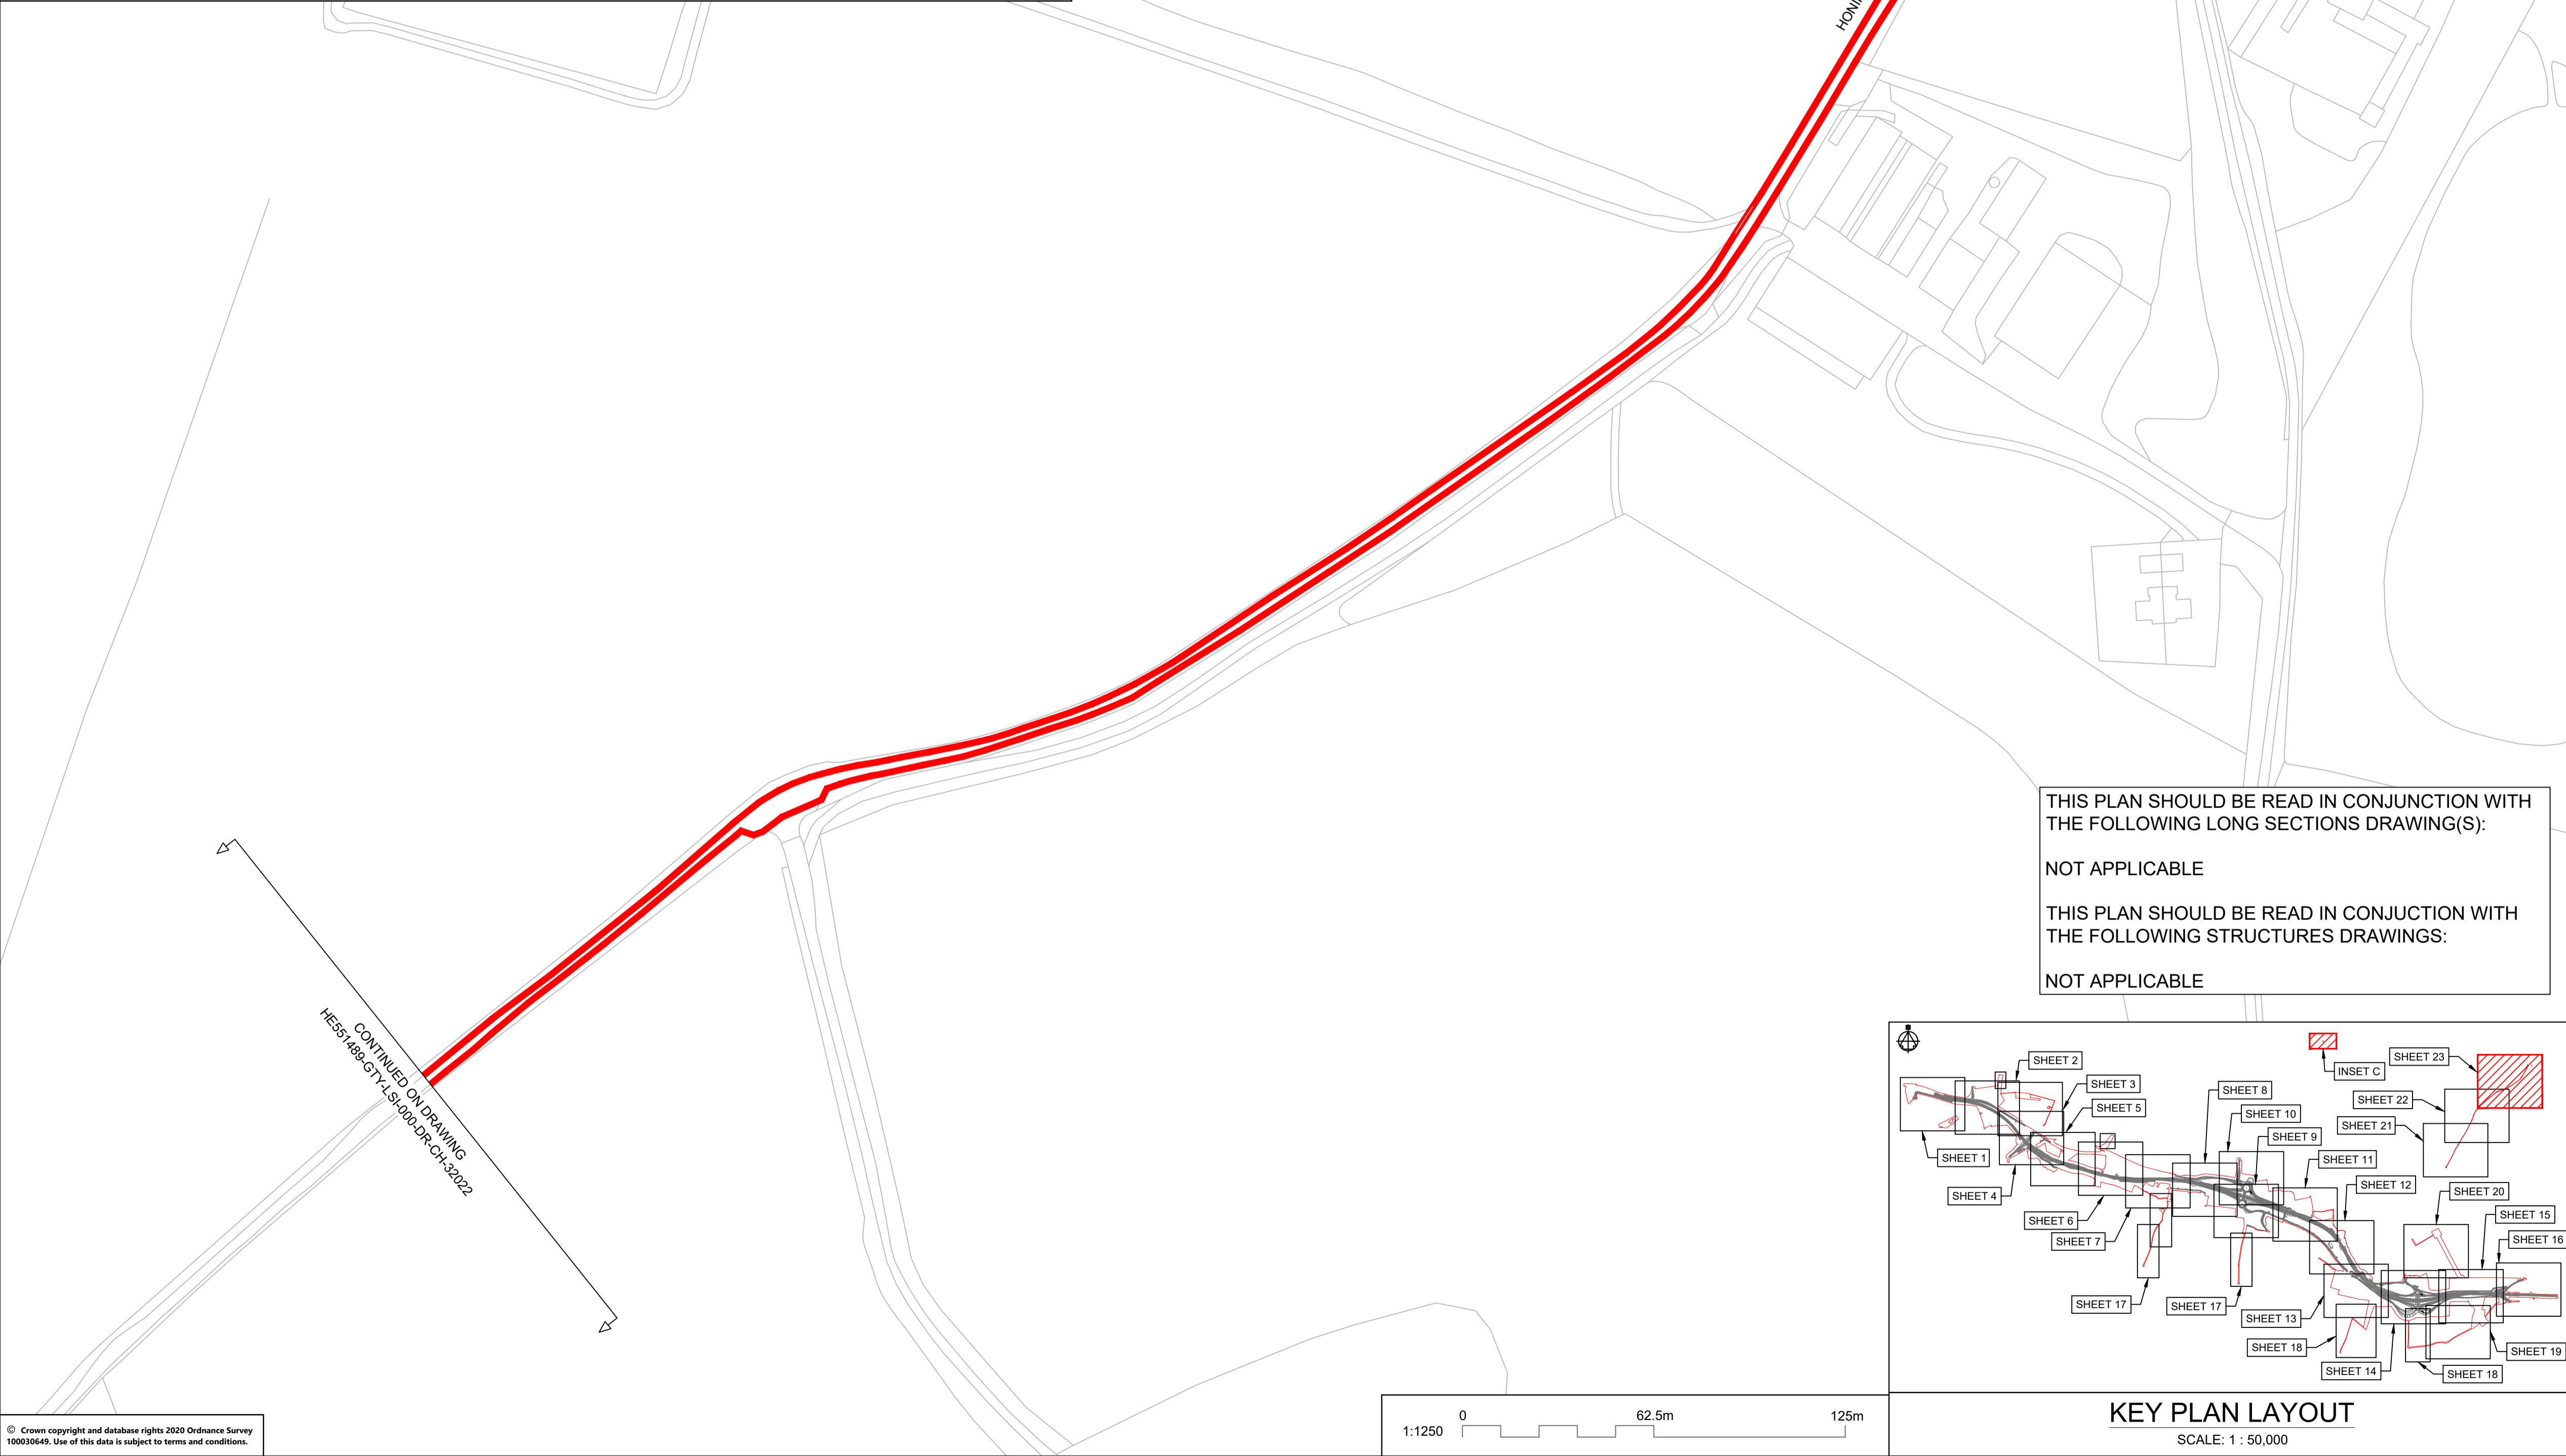 HONI
THIS PLAN SHOULD BE READ IN CONJUNCTION WITH
THE FOLLOWING LONG SECTIONS DRAWING(S):
NOT APPLICABLE
THIS PLAN SHOULD BE READ IN CONJUCTION WITH
THE FOLLOWING STRUCTURES DRAWINGS:
NOT APPLICABLE
CONTINUED ON DRAWING
HE551489-GTY-LSI-000-DR-CH-32022
SHEET 2
SHEET 3
SHEET 5
SHEET 1
SHEET 4
SHEET 6
SHEET 7
SHEET 8
SHEET 10
SHEET 9
SHEET 11
SHEET 12
INSET C
SHEET 23
SHEET 22
SHEET 21
SHEET 20
SHEET 15
SHEET 16
SHEET 17
SHEET 17
SHEET 13
SHEET 18
SHEET 14
SHEET 18
SHEET 19
KEY PLAN LAYOUT
SCALE: 1 : 50,000
1:1250
0
62.5m
125m
© Crown copyright and database rights 2020 Ordnance Survey
100030649. Use of this data is subject to terms and conditions.